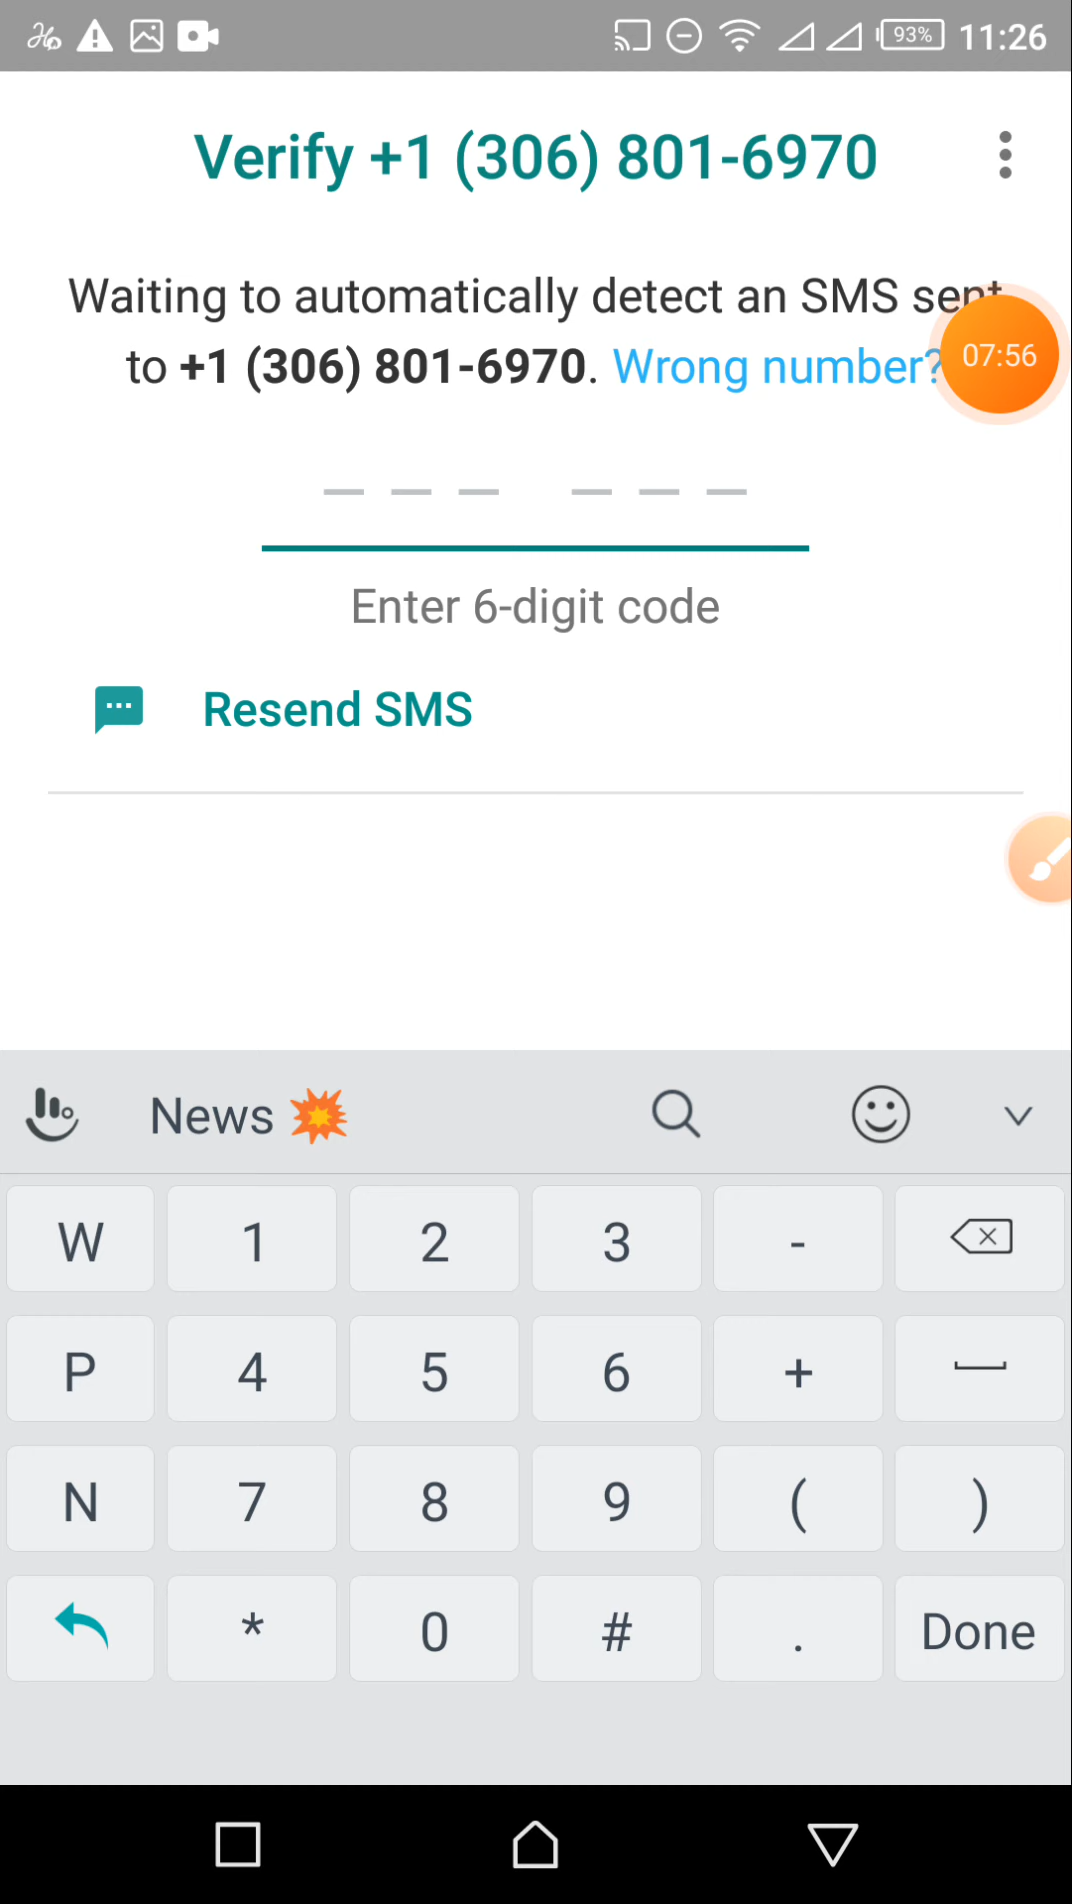 93% 11:26
Verify +1 (306) 801-6970
Waiting to automatically detect an SMS sent
to +1 (306) 801-6970. Wrong number?
07:56
Enter 6-digit code
Resend SMS
News
W 1 2 3 -
P 4 5 6 +
N 7 8 9 ( )
* 0 # . Done